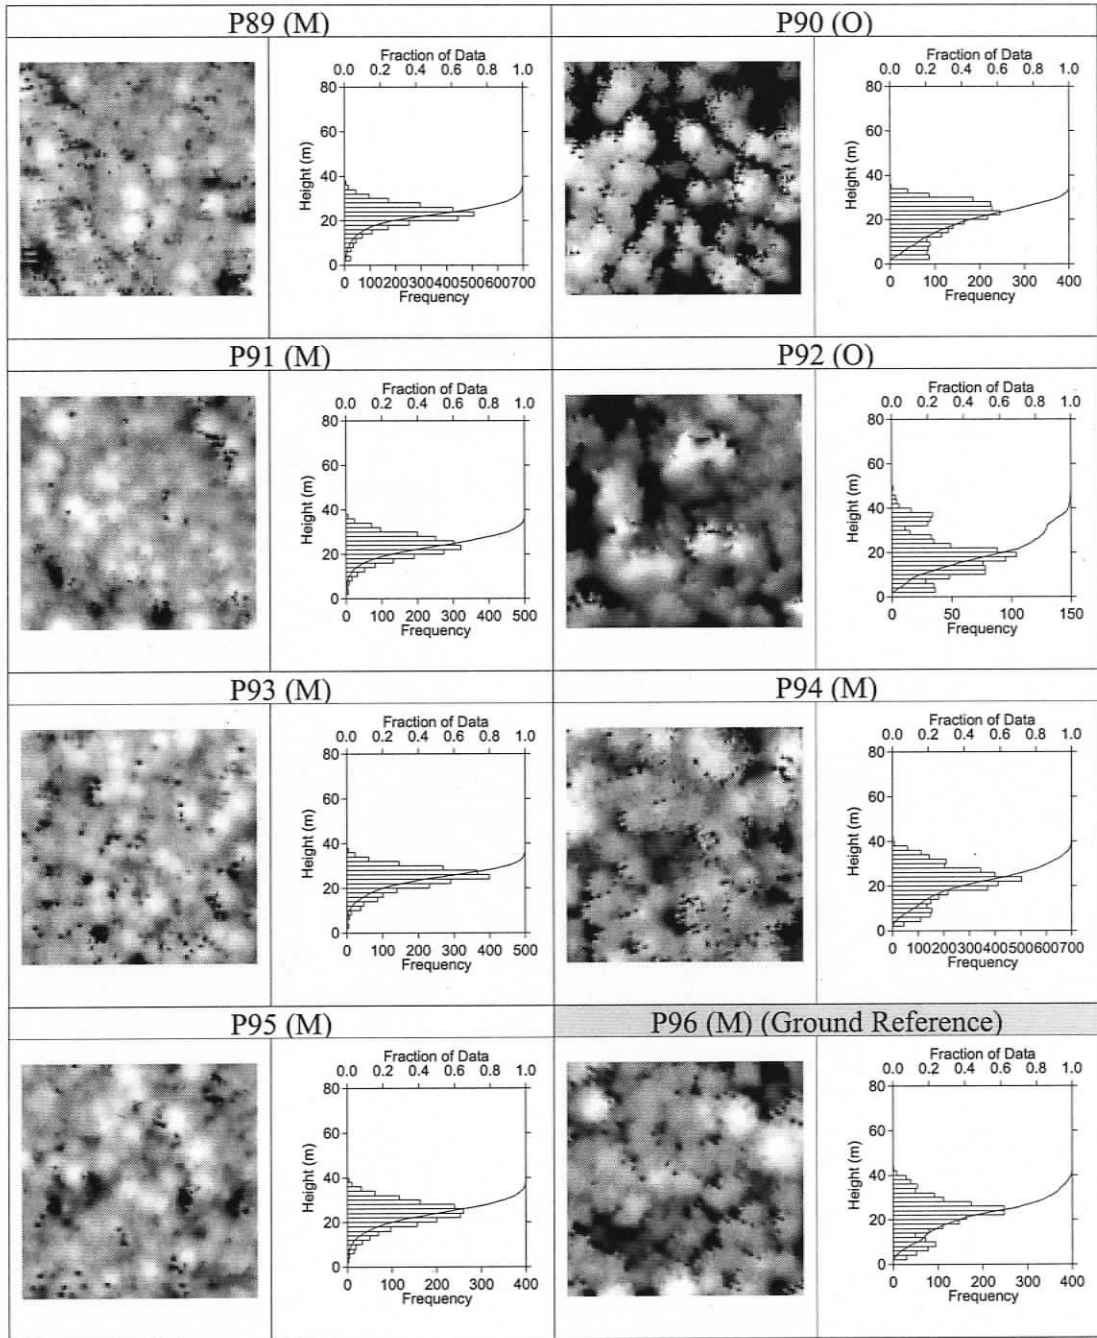 P89 (M)
Fraction of Data
0.0 0.2 0.4 0.6 0.8 1.0
80
60
40
20
0
Height (m)
0 100200300400500600700
Frequency
P90 (O)
Fraction of Data
0.0 0.2 0.4 0.6 0.8 1.0
80
60
40
20
0
Height (m)
0 100 200 300 400
Frequency
P91 (M)
Fraction of Data
0.0 0.2 0.4 0.6 0.8 1.0
80
60
40
20
0
Height (m)
0 100 200 300 400 500
Frequency
P92 (O)
Fraction of Data
0.0 0.2 0.4 0.6 0.8 1.0
80
60
40
20
0
Height (m)
0 50 100 150
Frequency
P93 (M)
Fraction of Data
0.0 0.2 0.4 0.6 0.8 1.0
80
60
40
20
0
Height (m)
0 100 200 300 400 500
Frequency
P94 (M)
Fraction of Data
0.0 0.2 0.4 0.6 0.8 1.0
80
60
40
20
0
Height (m)
0 100200300400500600700
Frequency
P95 (M)
Fraction of Data
0.0 0.2 0.4 0.6 0.8 1.0
80
60
40
20
0
Height (m)
0 100 200 300 400
Frequency
P96 (M) (Ground Reference)
Fraction of Data
0.0 0.2 0.4 0.6 0.8 1.0
80
60
40
20
0
Height (m)
0 100 200 300 400
Frequency